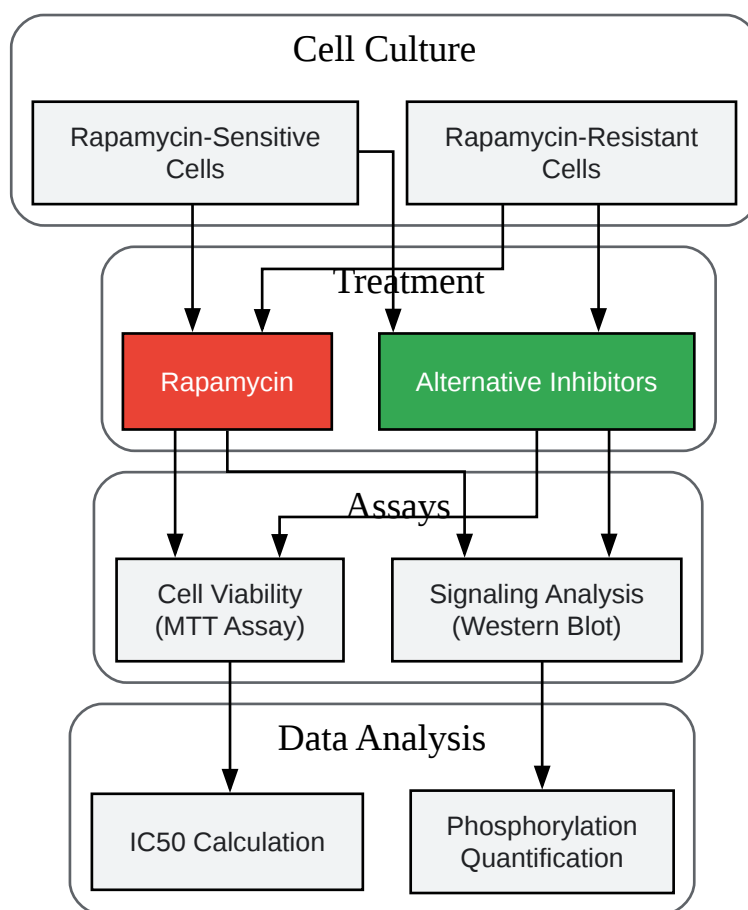 Cell Culture
Rapamycin-Sensitive
Cells
Rapamycin-Resistant
Cells
Treatment
Rapamycin
Alternative Inhibitors
Assays
Cell Viability
(MTT Assay)
Signaling Analysis
(Western Blot)
Data Analysis
IC50 Calculation
Phosphorylation
Quantification